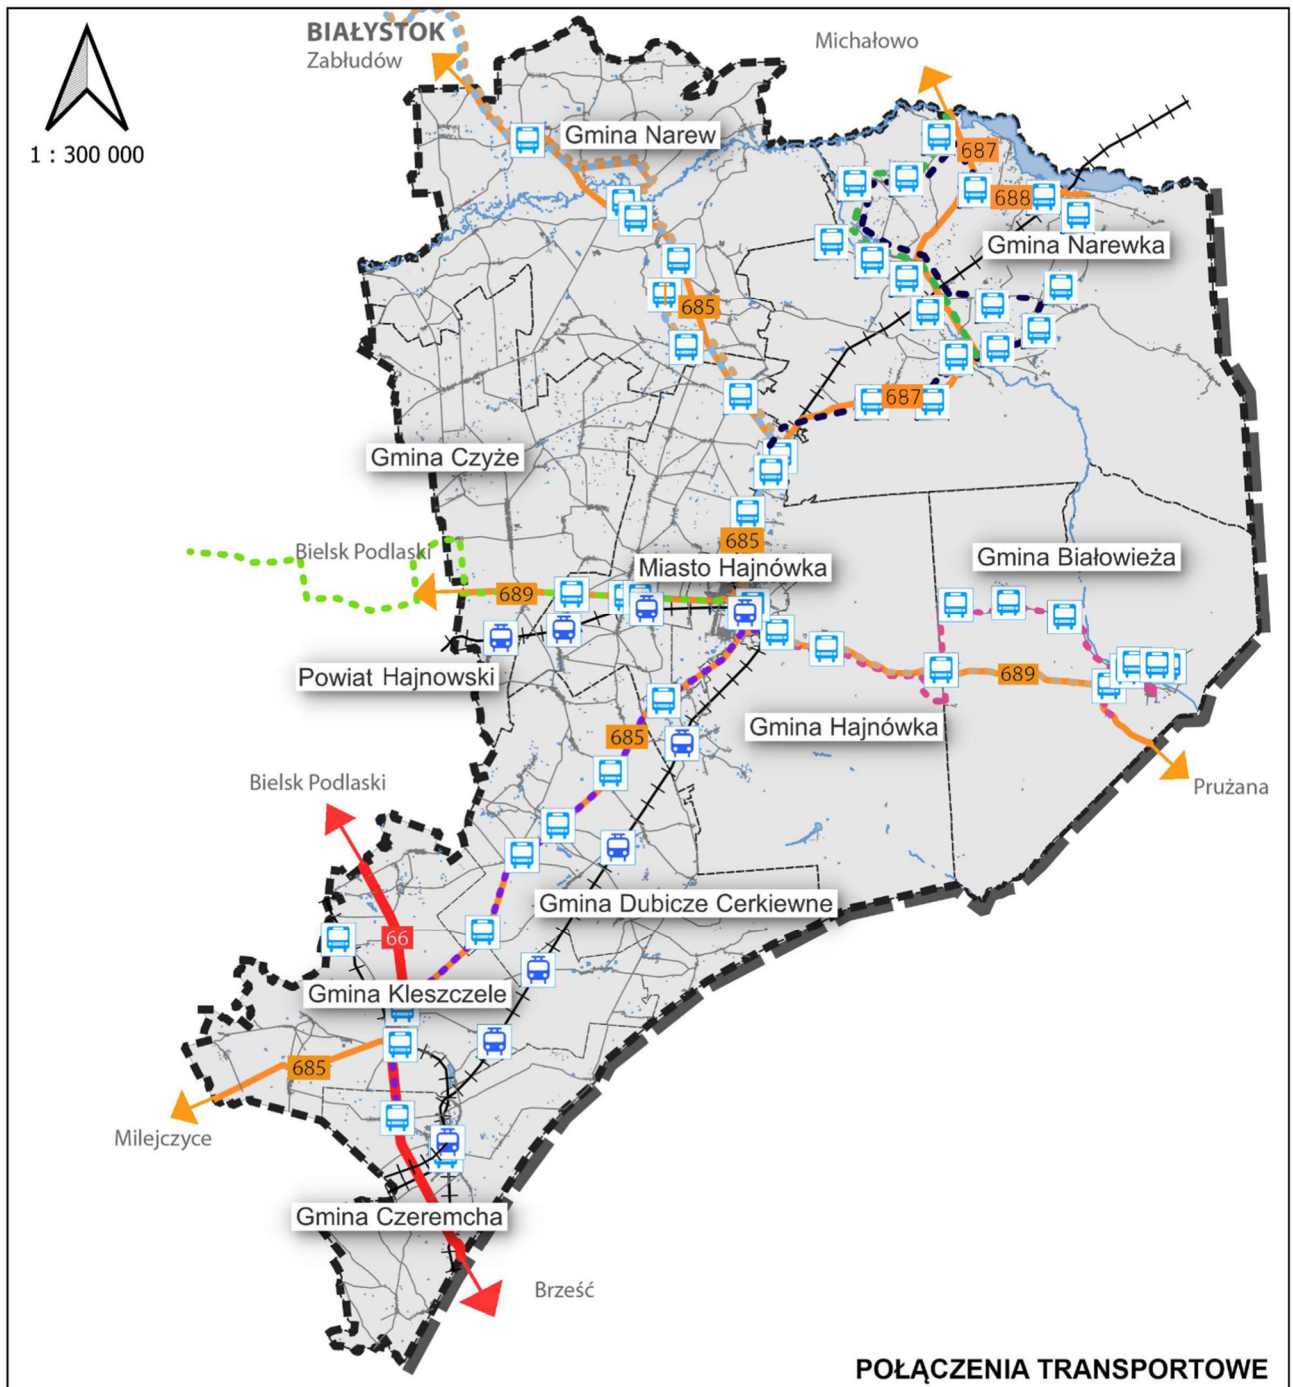 BIAŁYSTOK
Zabłudów
Michałowo
1 : 300 000
Gmina Narew
687
688
Gmina Narewka
685
687
Gmina Czyże
685
Bielsk Podlaski
Miasto Hajnówka
Gmina Białowieża
689
Powiat Hajnowski
689
685
Gmina Hajnówka
Bielsk Podlaski
Prużana
Gmina Dubicze Cerkiewne
66
Gmina Kleszczele
685
Milejczyce
Gmina Czeremcha
Brześć
POŁĄCZENIA TRANSPORTOWE